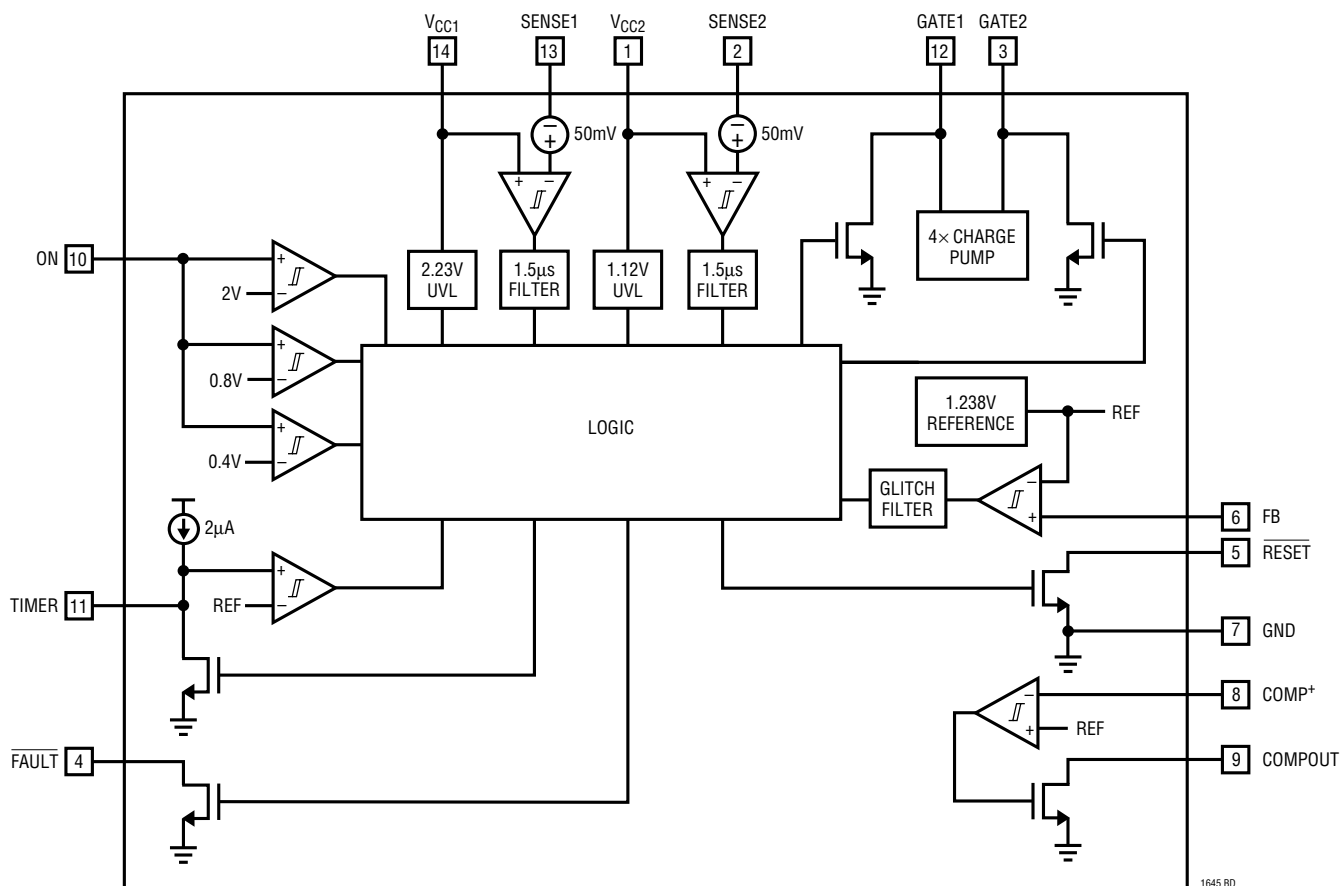 VCC1 SENSE1 VCC2 SENSE2 GATE1 GATE2
14 13 1 2 12 3
− +
50mV
− +
50mV
+ −
+ −
ON 10
+
2V −
2.23V
UVL
1.5µs
FILTER
1.12V
UVL
1.5µs
FILTER
4× CHARGE
PUMP
+
0.8V −
+
0.4V −
LOGIC
1.238V
REFERENCE
REF
GLITCH
FILTER
−
+
6 FB
5 RESET
7 GND
2µA
TIMER 11
+
REF −
8 COMP+
−
+ REF
FAULT 4
9 COMPOUT
1645 BD